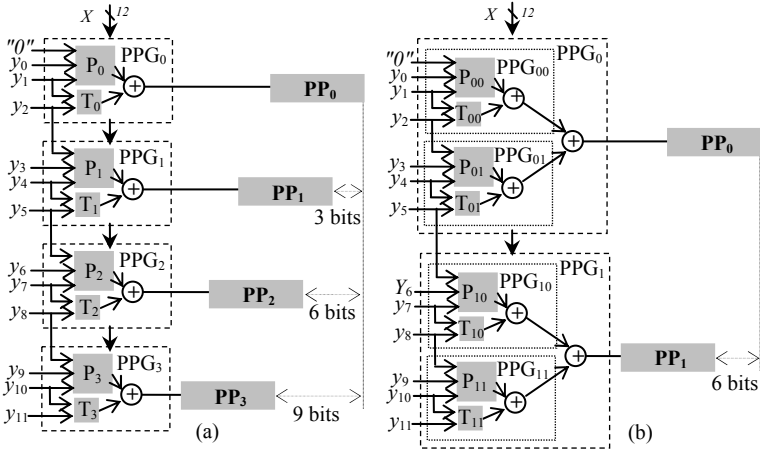 X 12
"0"
y0
y1
y2
P0
T0
PPG0
PP0
y3
y4
y5
P1
T1
PPG1
PP1
3 bits
y6
y7
y8
P2
T2
PPG2
PP2
6 bits
y9
y10
y11
P3
T3
PPG3
PP3
9 bits
(a)
X 12
PPG0
"0"
y0
y1
y2
P00
T00
PPG00
y3
y4
y5
P01
T01
PPG01
PP0
PPG1
Y6
y7
y8
P10
T10
PPG10
y9
y10
y11
P11
T11
PPG11
PP1
6 bits
(b)